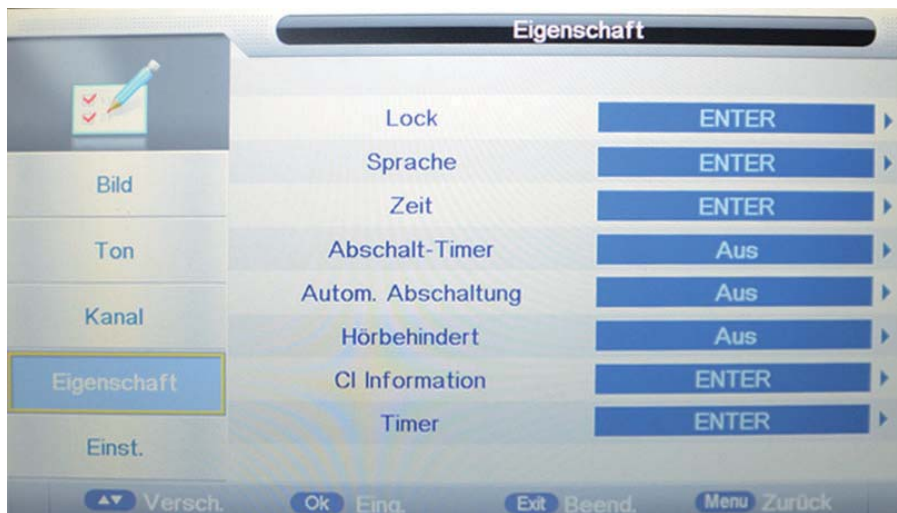 Eigenschaft
Bild
Ton
Kanal
Eigenschaft
Einst.
Lock ENTER
Sprache ENTER
Zeit ENTER
Abschalt-Timer Aus
Autom. Abschaltung Aus
Hörbehindert Aus
CI Information ENTER
Timer ENTER
Versch. Ok Eing. Exit Beend. Menu Zurück